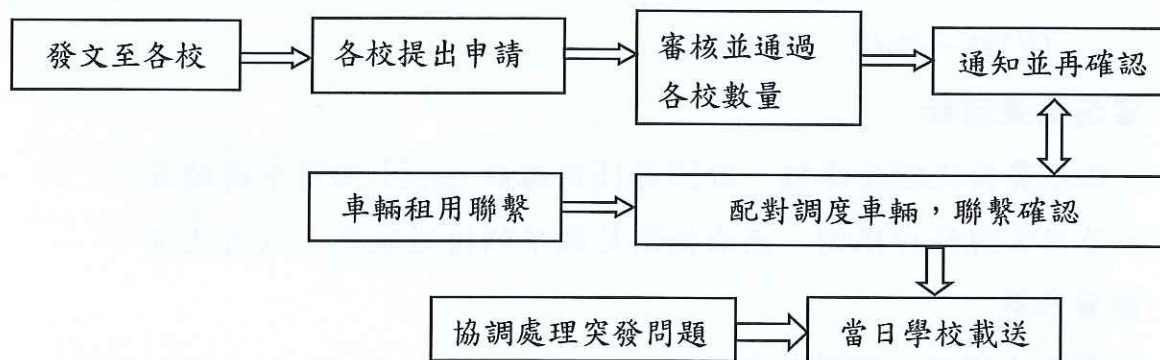 發文至各校
各校提出申請
審核並通過
各校數量
通知並再確認
車輛租用聯繫
配對調度車輛，聯繫確認
協調處理突發問題
當日學校載送